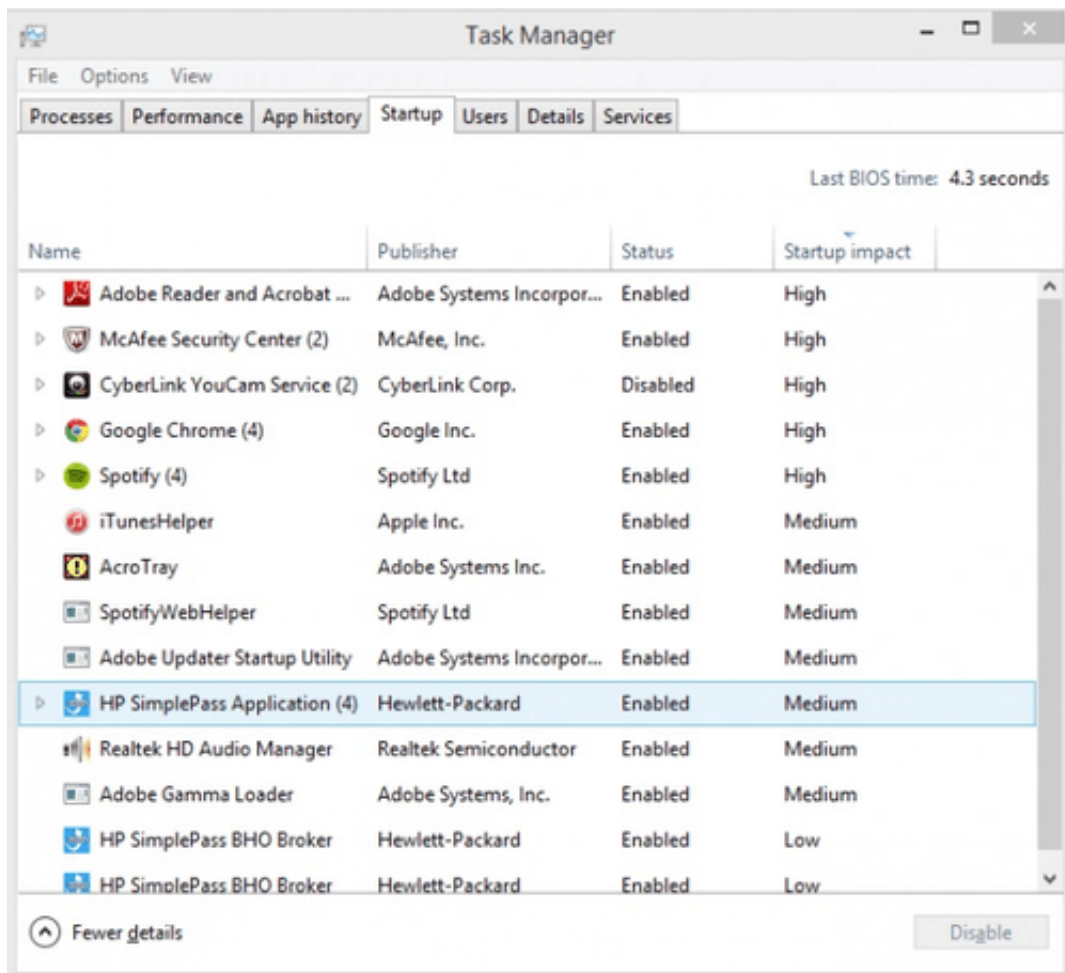 Task Manager
File Options View
Processes Performance App history Startup Users Details Services
Last BIOS time: 4.3 seconds
Name Publisher Status Startup impact
Adobe Reader and Acrobat ... Adobe Systems Incorpor... Enabled High
McAfee Security Center (2) McAfee, Inc. Enabled High
CyberLink YouCam Service (2) CyberLink Corp. Disabled High
Google Chrome (4) Google Inc. Enabled High
Spotify (4) Spotify Ltd Enabled High
iTunesHelper Apple Inc. Enabled Medium
AcroTray Adobe Systems Inc. Enabled Medium
SpotifyWebHelper Spotify Ltd Enabled Medium
Adobe Updater Startup Utility Adobe Systems Incorpor... Enabled Medium
HP SimplePass Application (4) Hewlett-Packard Enabled Medium
Realtek HD Audio Manager Realtek Semiconductor Enabled Medium
Adobe Gamma Loader Adobe Systems, Inc. Enabled Medium
HP SimplePass BHO Broker Hewlett-Packard Enabled Low
HP SimplePass BHO Broker Hewlett-Packard Enabled Low
Fewer details Disable